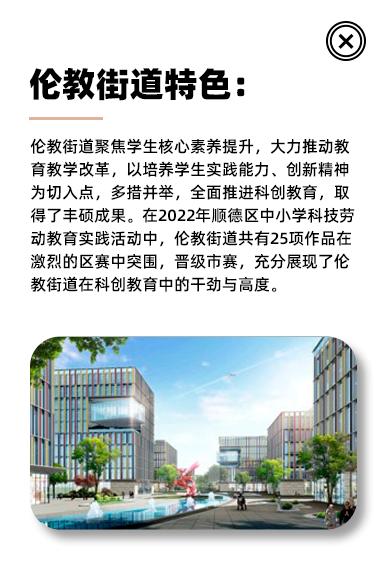 伦教街道特色：
伦教街道聚焦学生核心素养提升，大力推动教
育教学改革，以培养学生实践能力、创新精神
为切入点，多措并举，全面推进科创教育，取
得了丰硕成果。在2022年顺德区中小学科技劳
动教育实践活动中，伦教街道共有25项作品在
激烈的区赛中突围，晋级市赛，充分展现了伦
教街道在科创教育中的干劲与高度。